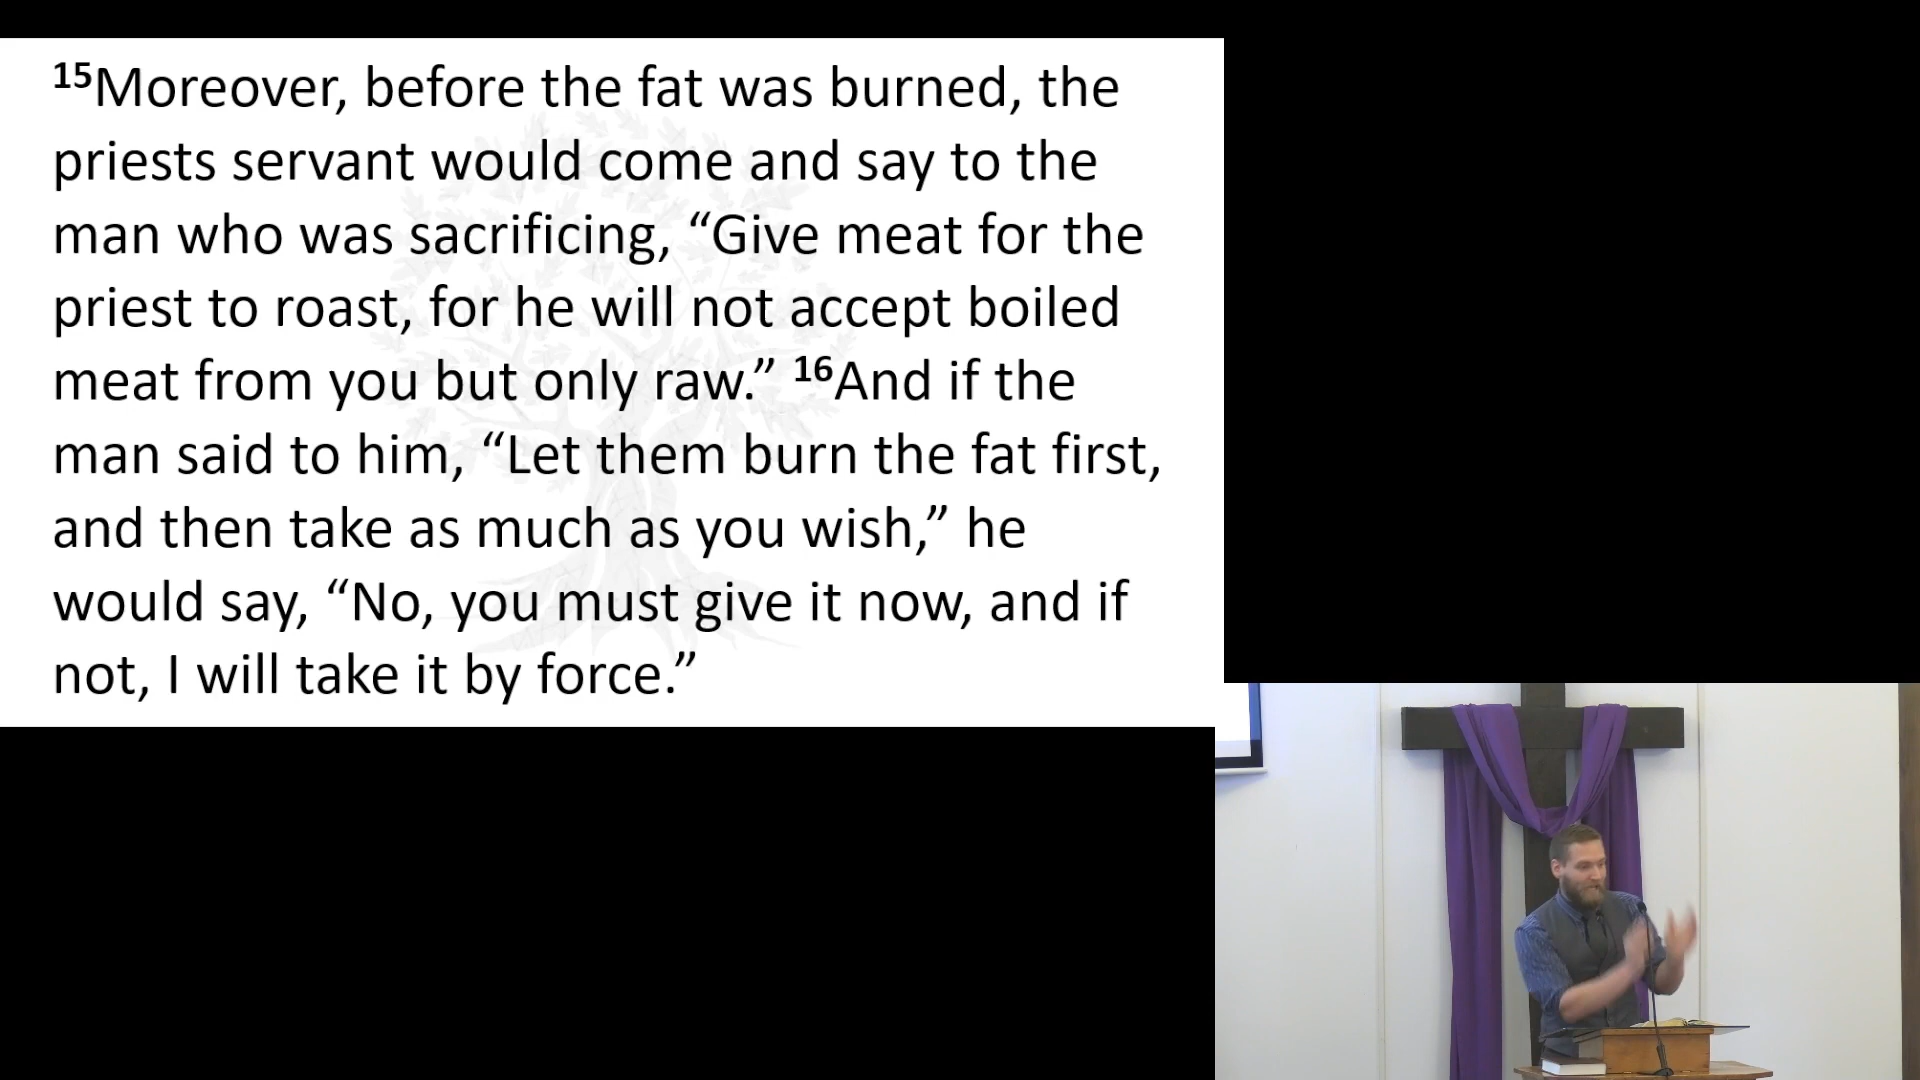 15Moreover, before the fat was burned, the
priests servant would come and say to the
man who was sacrificing, “Give meat for the
priest to roast, for he will not accept boiled
meat from you but only raw.” 16And if the
man said to him, “Let them burn the fat first,
and then take as much as you wish,” he
would say, “No, you must give it now, and if
not, I will take it by force.”